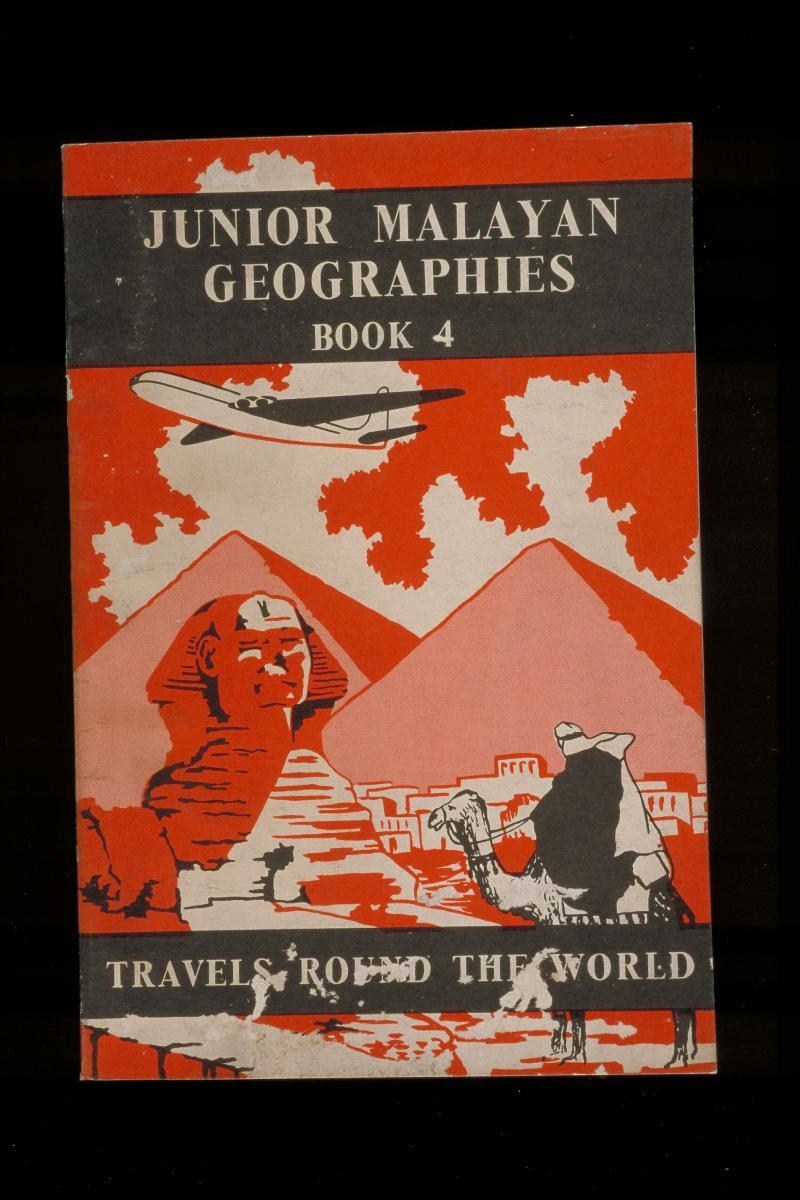 JUNIOR MALAYAN
GEOGRAPHIES
BOOK 4
TRAVELS ROUND THE WORLD